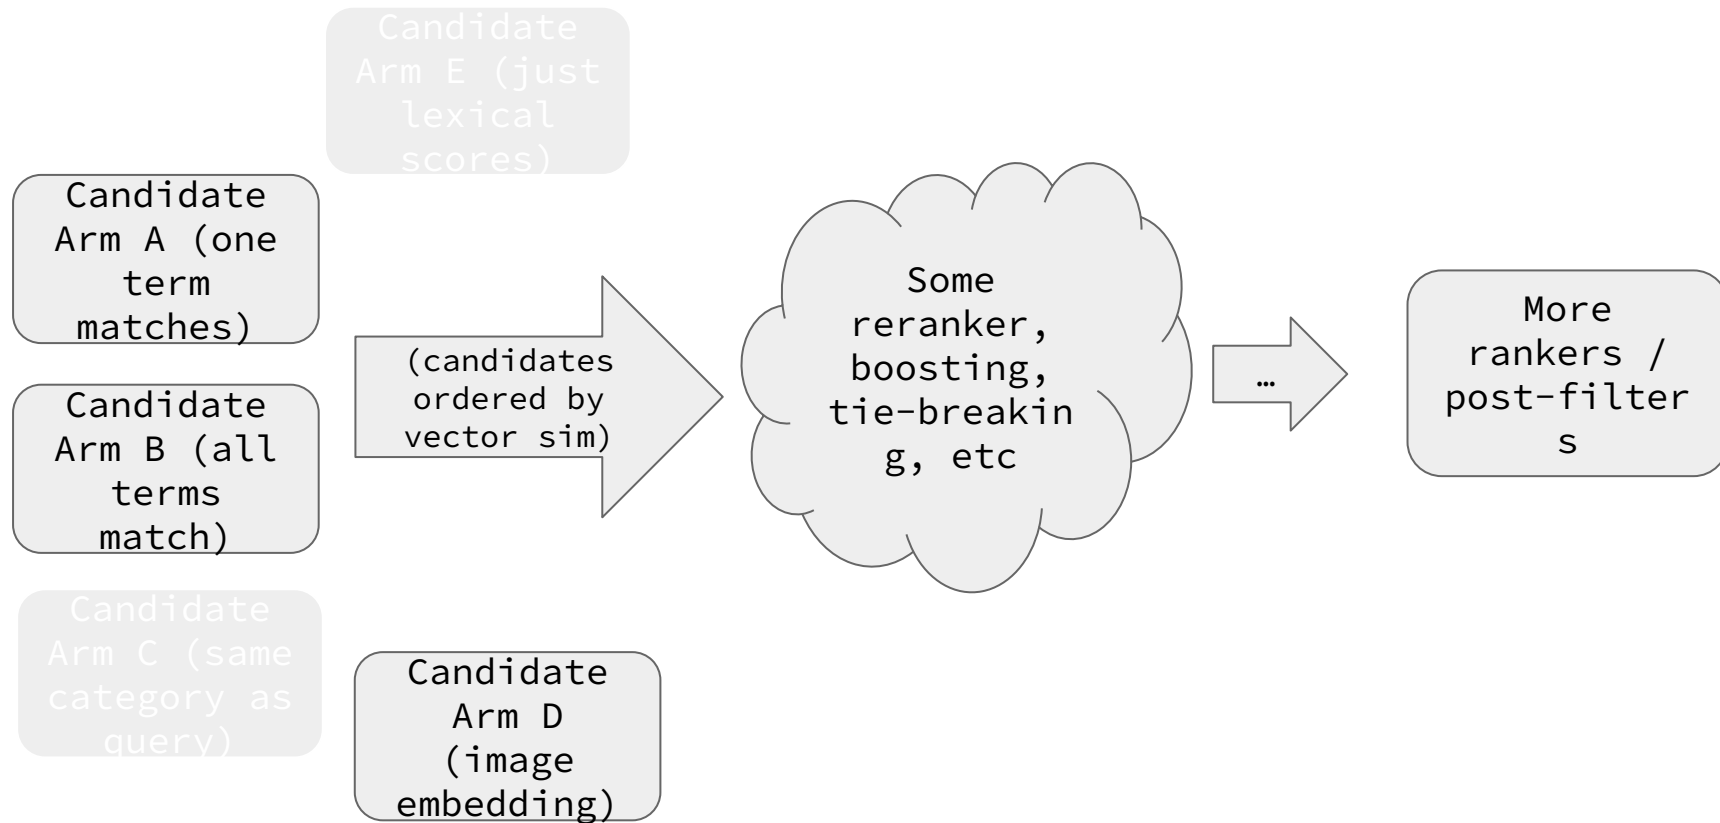 Candidate
Arm E (just
lexical
scores)
Candidate
Arm A (one
term
matches)
Candidate
Arm B (all
terms
match)
Candidate
Arm C (same
category as
query)
Candidate
Arm D
(image
embedding)
(candidates
ordered by
vector sim)
Some
reranker,
boosting,
tie-breakin
g, etc
…
More
rankers /
post-filter
s